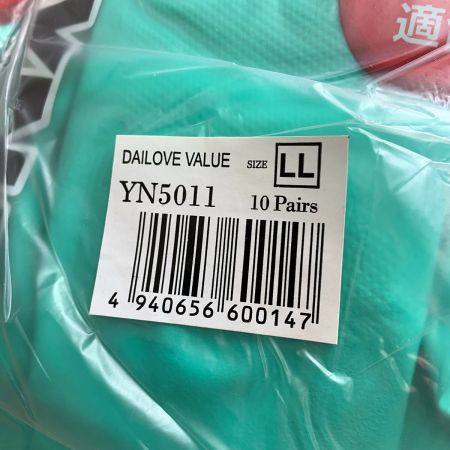 適
DAILOVE VALUE SIZE LL
YN5011 10 Pairs
4 940656 600147